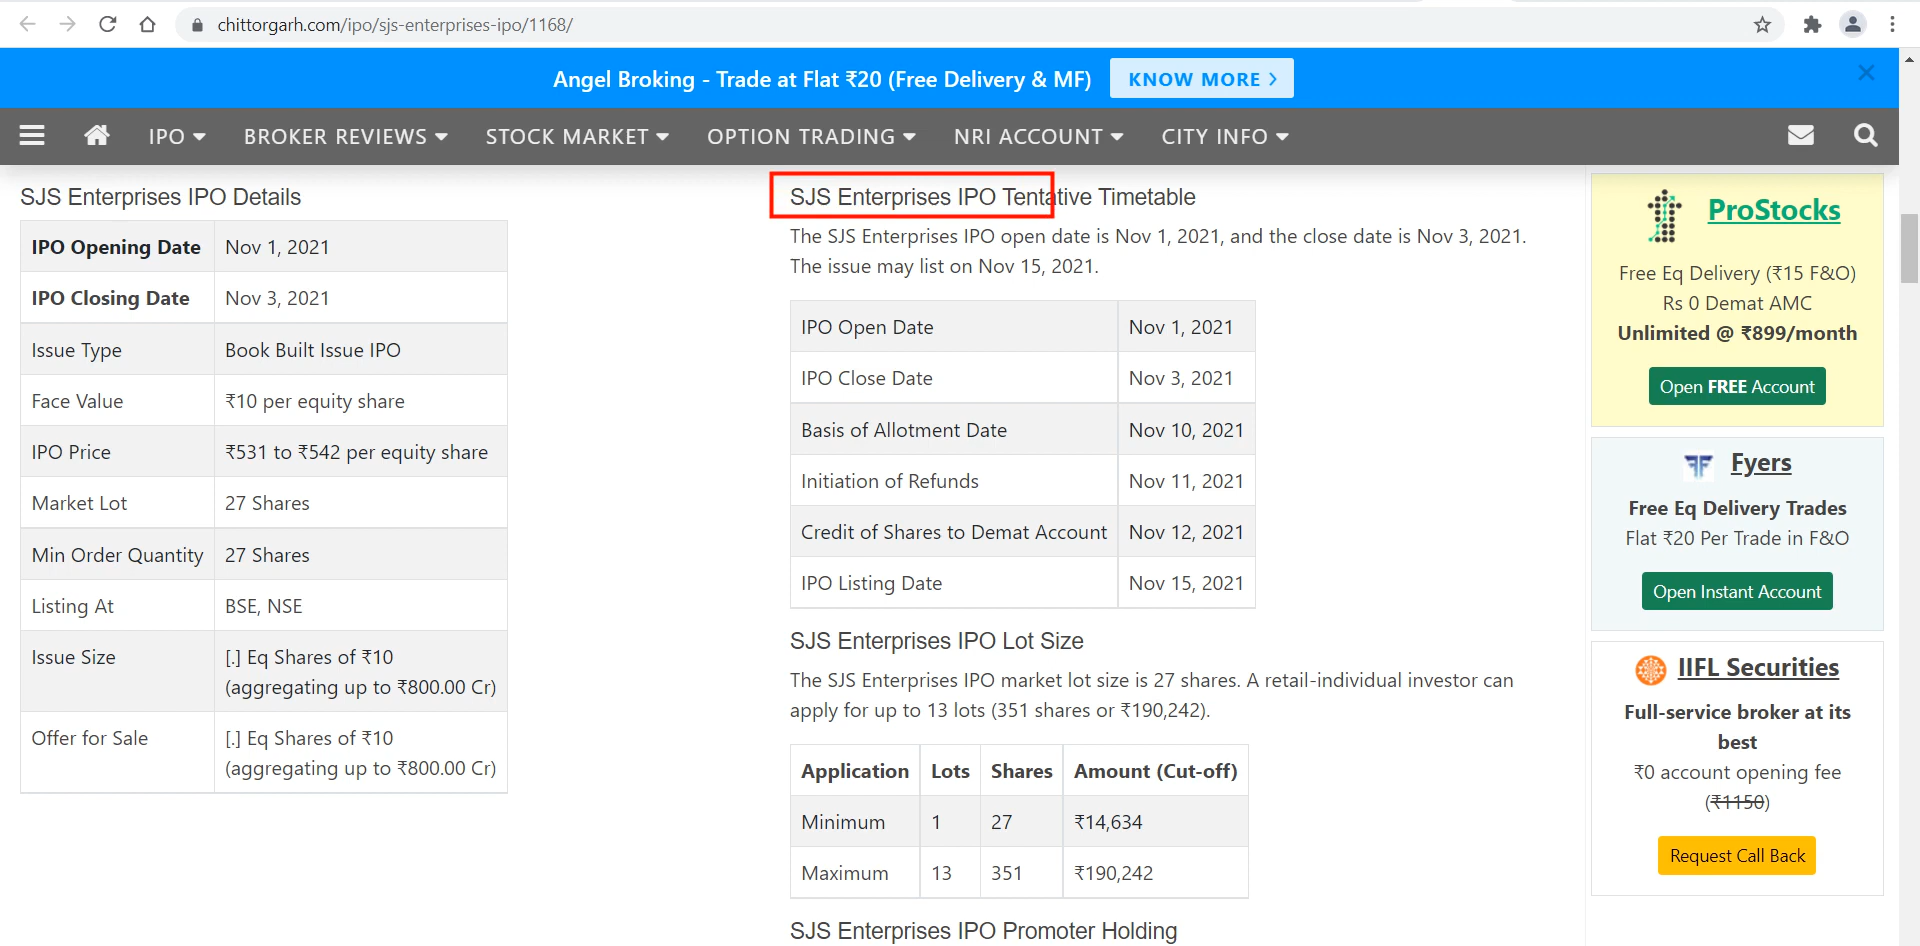 chittorgarh.com/ipo/sjs-enterprises-ipo/1168/
Angel Broking - Trade at Flat ₹20 (Free Delivery & MF)
KNOW MORE
IPO
BROKER REVIEWS
STOCK MARKET
OPTION TRADING
NRI ACCOUNT
CITY INFO
SJS Enterprises IPO Details
IPO Opening Date Nov 1, 2021
IPO Closing Date Nov 3, 2021
Issue Type Book Built Issue IPO
Face Value ₹10 per equity share
IPO Price ₹531 to ₹542 per equity share
Market Lot 27 Shares
Min Order Quantity 27 Shares
Listing At BSE, NSE
Issue Size [.] Eq Shares of ₹10
(aggregating up to ₹800.00 Cr)
Offer for Sale [.] Eq Shares of ₹10
(aggregating up to ₹800.00 Cr)
SJS Enterprises IPO Tentative Timetable
The SJS Enterprises IPO open date is Nov 1, 2021, and the close date is Nov 3, 2021.
The issue may list on Nov 15, 2021.
IPO Open Date Nov 1, 2021
IPO Close Date Nov 3, 2021
Basis of Allotment Date Nov 10, 2021
Initiation of Refunds Nov 11, 2021
Credit of Shares to Demat Account Nov 12, 2021
IPO Listing Date Nov 15, 2021
SJS Enterprises IPO Lot Size
The SJS Enterprises IPO market lot size is 27 shares. A retail-individual investor can
apply for up to 13 lots (351 shares or ₹190,242).
Application Lots Shares Amount (Cut-off)
Minimum 1 27 ₹14,634
Maximum 13 351 ₹190,242
SJS Enterprises IPO Promoter Holding
ProStocks
Free Eq Delivery (₹15 F&O)
Rs 0 Demat AMC
Unlimited @ ₹899/month
Open FREE Account
Fyers
Free Eq Delivery Trades
Flat ₹20 Per Trade in F&O
Open Instant Account
IIFL Securities
Full-service broker at its
best
₹0 account opening fee
(₹1150)
Request Call Back